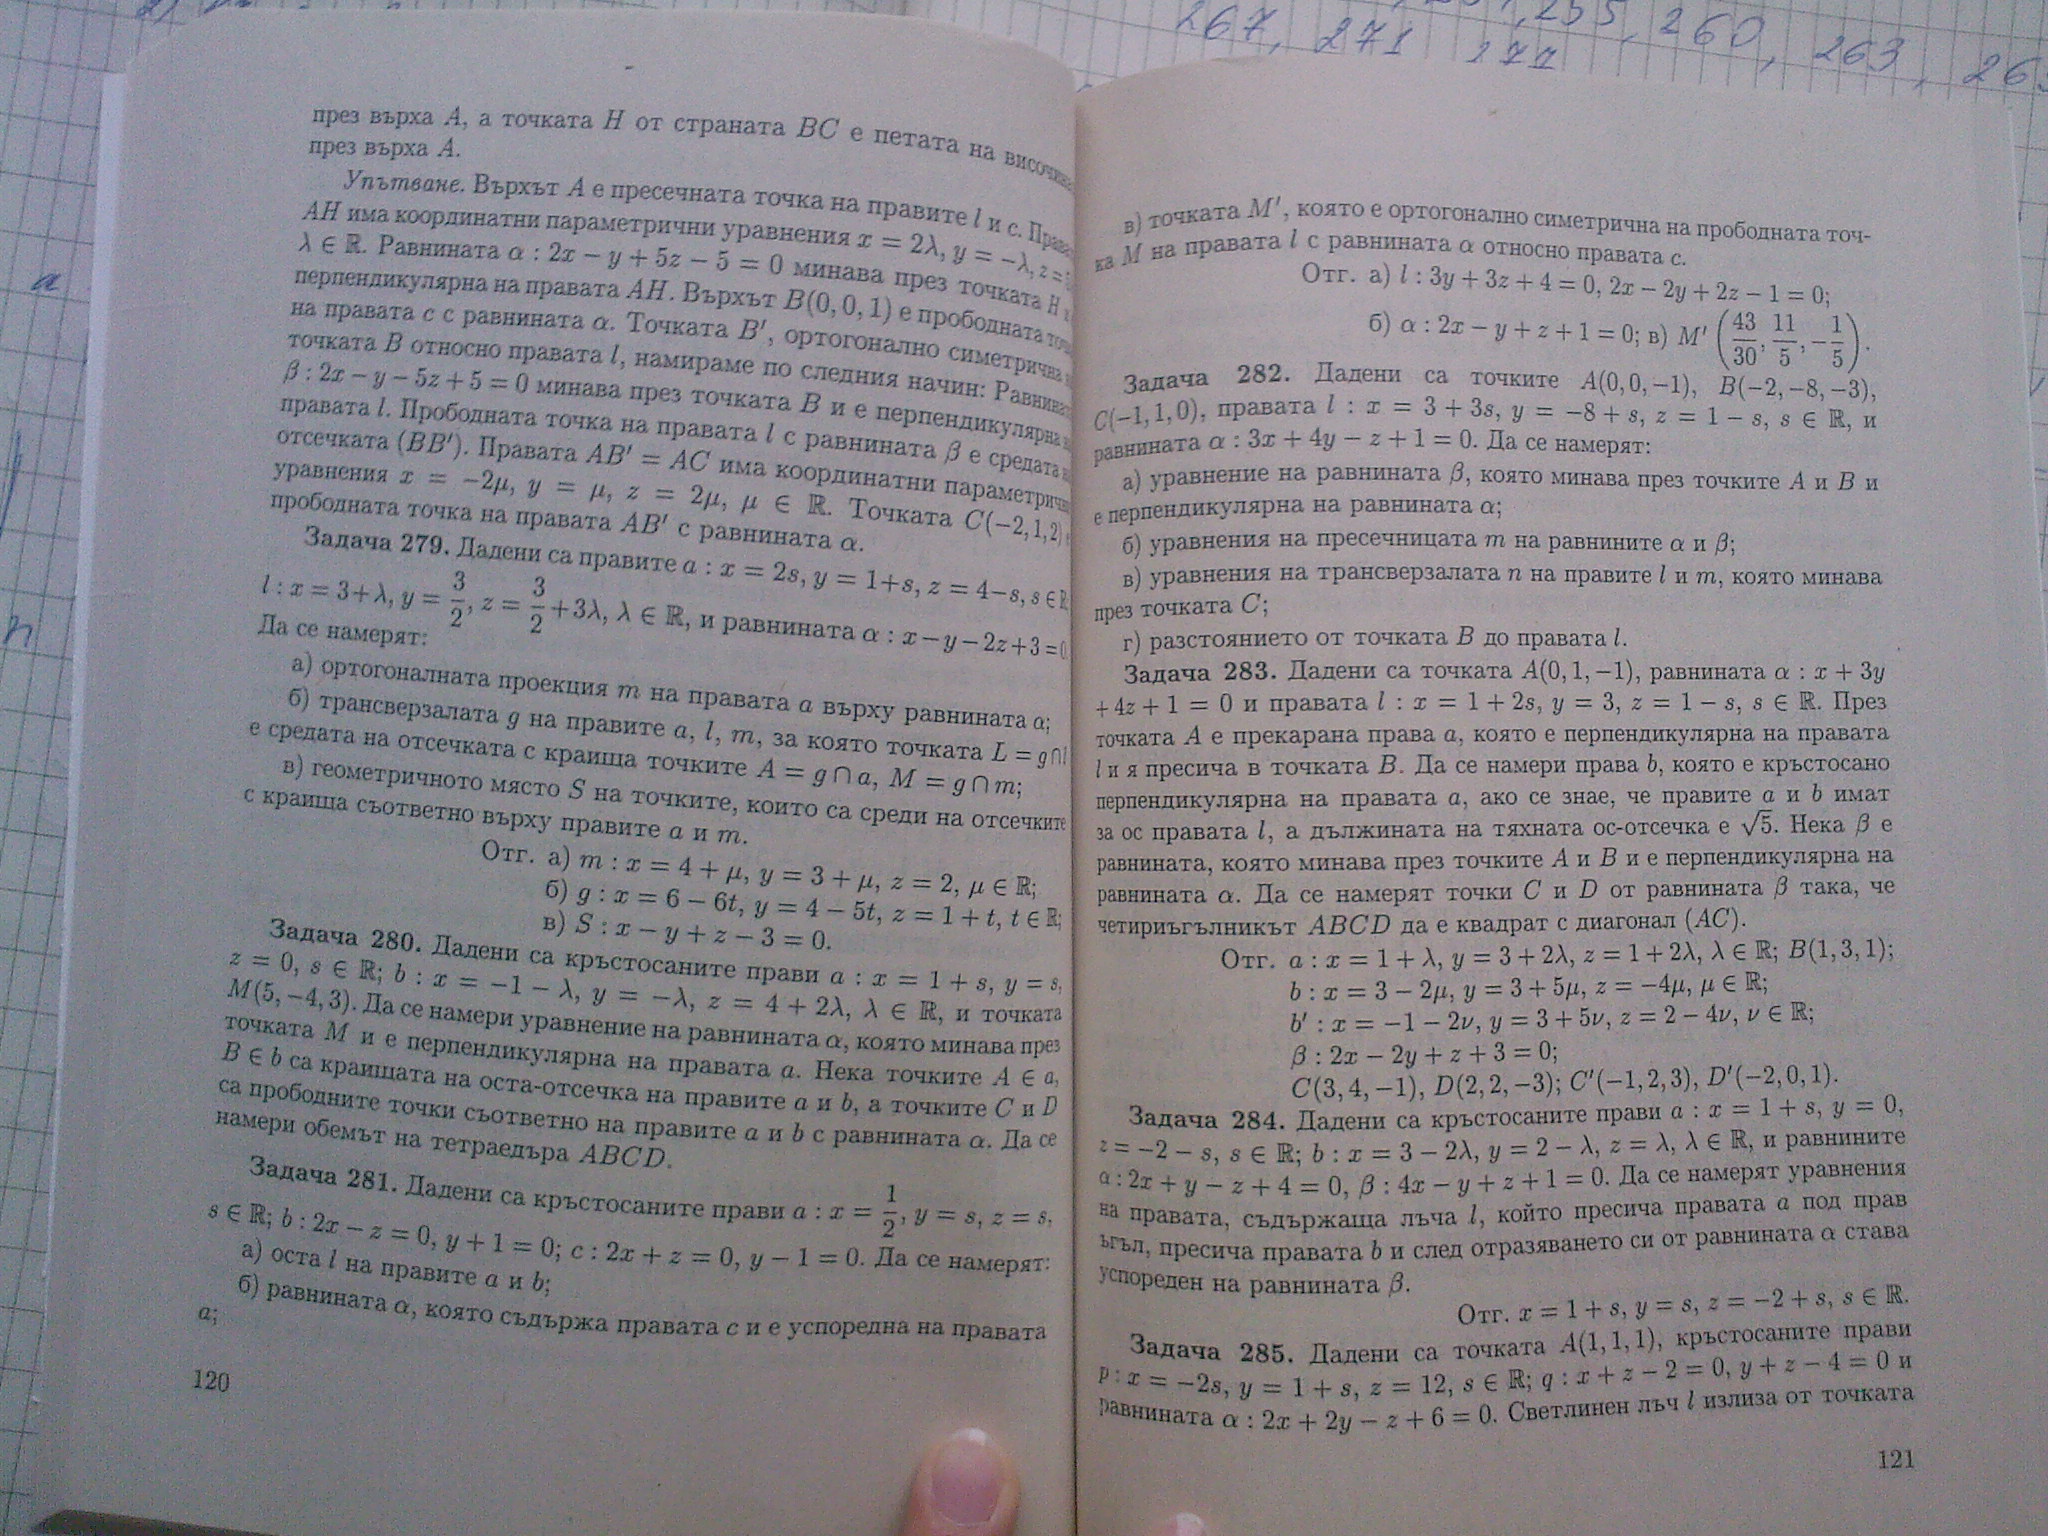 267, 271 277
255, 260, 263,
през върха A, а точката H от страната BC е петата на височина
през върха A.
Упътване. Върхът A е пресечната точка на правите l и c. Права
AH има координатни параметрични уравнения x = 2λ, y = −λ, z =
λ ∈ ℝ. Равнината α : 2x − y + 5z − 5 = 0 минава през точката H
перпендикулярна на правата AH. Върхът B(0, 0, 1) е прободната точ
на правата c с равнината α. Точката B′, ортогонално симетрична
точката B относно правата l, намираме по следния начин: Равнина
β : 2x − y − 5z + 5 = 0 минава през точката B и е перпендикулярна
правата l. Прободната точка на правата l с равнината β е средата
отсечката (BB′). Правата AB′ = AC има координатни параметрични
уравнения x = −2μ, y = μ, z = 2μ, μ ∈ ℝ. Точката C(−2, 1, 2)
прободната точка на правата AB′ с равнината α.
Задача 279. Дадени са правите a : x = 2s, y = 1+s, z = 4−s, s ∈ ℝ
l : x = 3+λ, y = 3/2, z = 3/2 +3λ, λ ∈ ℝ, и равнината α : x − y − 2z + 3 = 0
Да се намерят:
а) ортогоналната проекция m на правата a върху равнината α;
б) трансверзалата g на правите a, l, m, за която точката L = g ∩ l
е средата на отсечката с краища точките A = g ∩ a, M = g ∩ m;
в) геометричното място S на точките, които са среди на отсечките
с краища съответно върху правите a и m.
Отг. а) m : x = 4 + μ, y = 3 + μ, z = 2, μ ∈ ℝ;
б) g : x = 6 − 6t, y = 4 − 5t, z = 1 + t, t ∈ ℝ;
в) S : x − y + z − 3 = 0.
Задача 280. Дадени са кръстосаните прави a : x = 1 + s, y = s,
z = 0, s ∈ ℝ; b : x = −1 − λ, y = −λ, z = 4 + 2λ, λ ∈ ℝ, и точката
M(5, −4, 3). Да се намери уравнение на равнината α, която минава през
точката M и е перпендикулярна на правата a. Нека точките A ∈ a,
B ∈ b са краищата на оста-отсечка на правите a и b, а точките C и D
са прободните точки съответно на правите a и b с равнината α. Да се
намери обемът на тетраедъра ABCD.
Задача 281. Дадени са кръстосаните прави a : x = 1/2, y = s, z = s,
s ∈ ℝ; b : 2x − z = 0, y + 1 = 0; c : 2x + z = 0, y − 1 = 0. Да се намерят:
а) оста l на правите a и b;
б) равнината α, която съдържа правата c и е успоредна на правата
a;
120
в) точката M′, която е ортогонално симетрична на прободната точ-
ка M на правата l с равнината α относно правата c.
Отг. а) l : 3y + 3z + 4 = 0, 2x − 2y + 2z − 1 = 0;
б) α : 2x − y + z + 1 = 0; в) M′ (43/30, 11/5, −1/5).
Задача 282. Дадени са точките A(0, 0, −1), B(−2, −8, −3),
C(−1, 1, 0), правата l : x = 3 + 3s, y = −8 + s, z = 1 − s, s ∈ ℝ, и
равнината α : 3x + 4y − z + 1 = 0. Да се намерят:
а) уравнение на равнината β, която минава през точките A и B и
е перпендикулярна на равнината α;
б) уравнения на пресечницата m на равнините α и β;
в) уравнения на трансверзалата n на правите l и m, която минава
през точката C;
г) разстоянието от точката B до правата l.
Задача 283. Дадени са точката A(0, 1, −1), равнината α : x + 3y
+ 4z + 1 = 0 и правата l : x = 1 + 2s, y = 3, z = 1 − s, s ∈ ℝ. През
точката A е прекарана права a, която е перпендикулярна на правата
l и я пресича в точката B. Да се намери права b, която е кръстосано
перпендикулярна на правата a, ако се знае, че правите a и b имат
за ос правата l, а дължината на тяхната ос-отсечка е √5. Нека β е
равнината, която минава през точките A и B и е перпендикулярна на
равнината α. Да се намерят точки C и D от равнината β така, че
четириъгълникът ABCD да е квадрат с диагонал (AC).
Отг. a : x = 1 + λ, y = 3 + 2λ, z = 1 + 2λ, λ ∈ ℝ; B(1, 3, 1);
b : x = 3 − 2μ, y = 3 + 5μ, z = −4μ, μ ∈ ℝ;
b′ : x = −1 − 2ν, y = 3 + 5ν, z = 2 − 4ν, ν ∈ ℝ;
β : 2x − 2y + z + 3 = 0;
C(3, 4, −1), D(2, 2, −3); C′(−1, 2, 3), D′(−2, 0, 1).
Задача 284. Дадени са кръстосаните прави a : x = 1 + s, y = 0,
z = −2 − s, s ∈ ℝ; b : x = 3 − 2λ, y = 2 − λ, z = λ, λ ∈ ℝ, и равнините
α : 2x + y − z + 4 = 0, β : 4x − y + z + 1 = 0. Да се намерят уравнения
на правата, съдържаща лъча l, който пресича правата a под прав
ъгъл, пресича правата b и след отразяването си от равнината α става
успореден на равнината β.
Отг. x = 1 + s, y = s, z = −2 + s, s ∈ ℝ.
Задача 285. Дадени са точката A(1, 1, 1), кръстосаните прави
p : x = −2s, y = 1 + s, z = 12, s ∈ ℝ; q : x + z − 2 = 0, y + z − 4 = 0 и
равнината α : 2x + 2y − z + 6 = 0. Светлинен лъч l излиза от точката
121